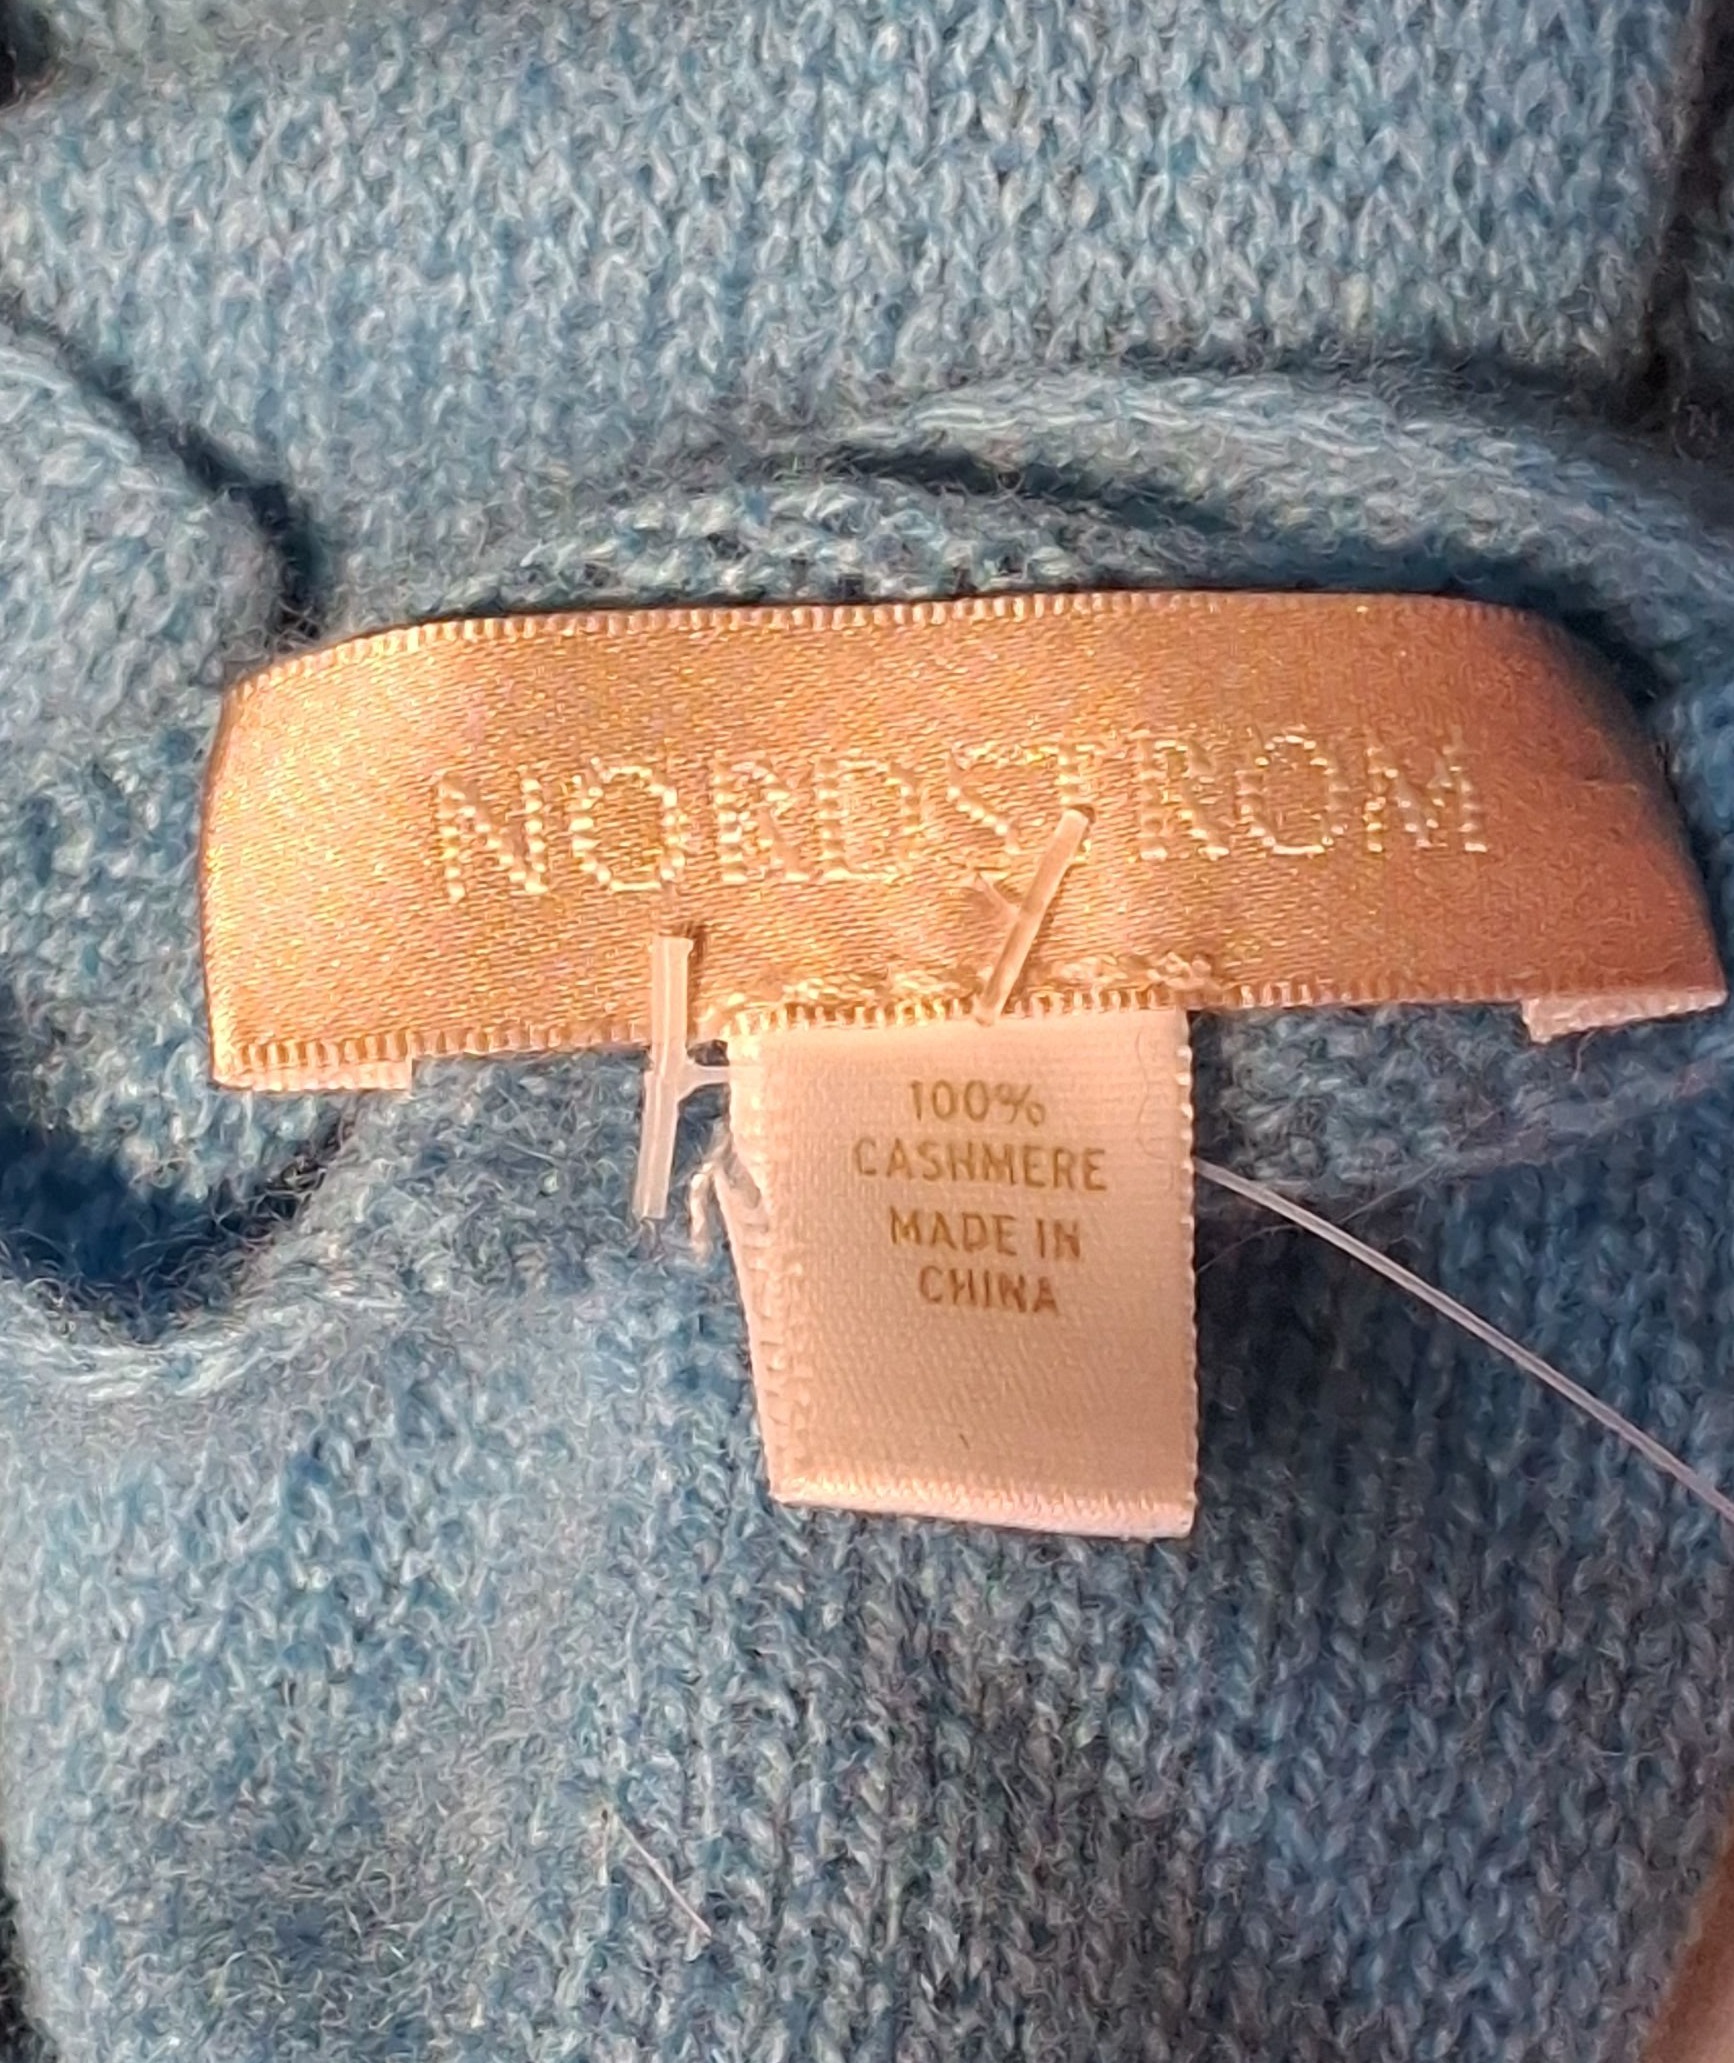 NORDSTROM
100%
CASHMERE
MADE IN
CHINA